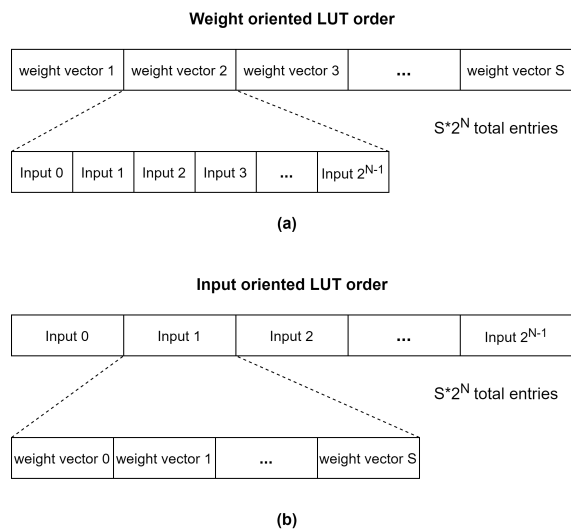 Weight oriented LUT order
weight vector 1 weight vector 2 weight vector 3 ... weight vector S
S*2^N total entries
Input 0 Input 1 Input 2 Input 3 ... Input 2^N-1
(a)
Input oriented LUT order
Input 0 Input 1 Input 2 ... Input 2^N-1
S*2^N total entries
weight vector 0 weight vector 1 ... weight vector S
(b)